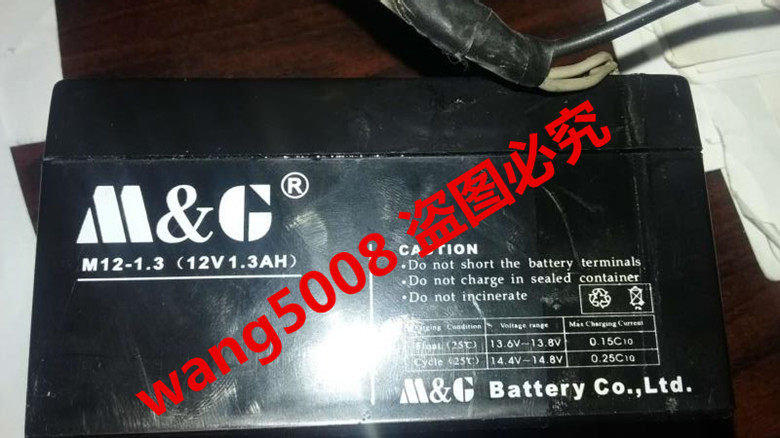 M&G®
M12-1.3 (12V1.3AH)
CAUTION
•Do not short the battery terminals
•Do not charge in sealed container
•Do not incinerate
Charging Condition Voltage range Max Charging Current
Float (25℃) 13.6V~13.8V 0.15C10
Cycle (25℃) 14.4V~14.8V 0.25C10
M&G Battery Co.,Ltd.
wang5008 盗图必究